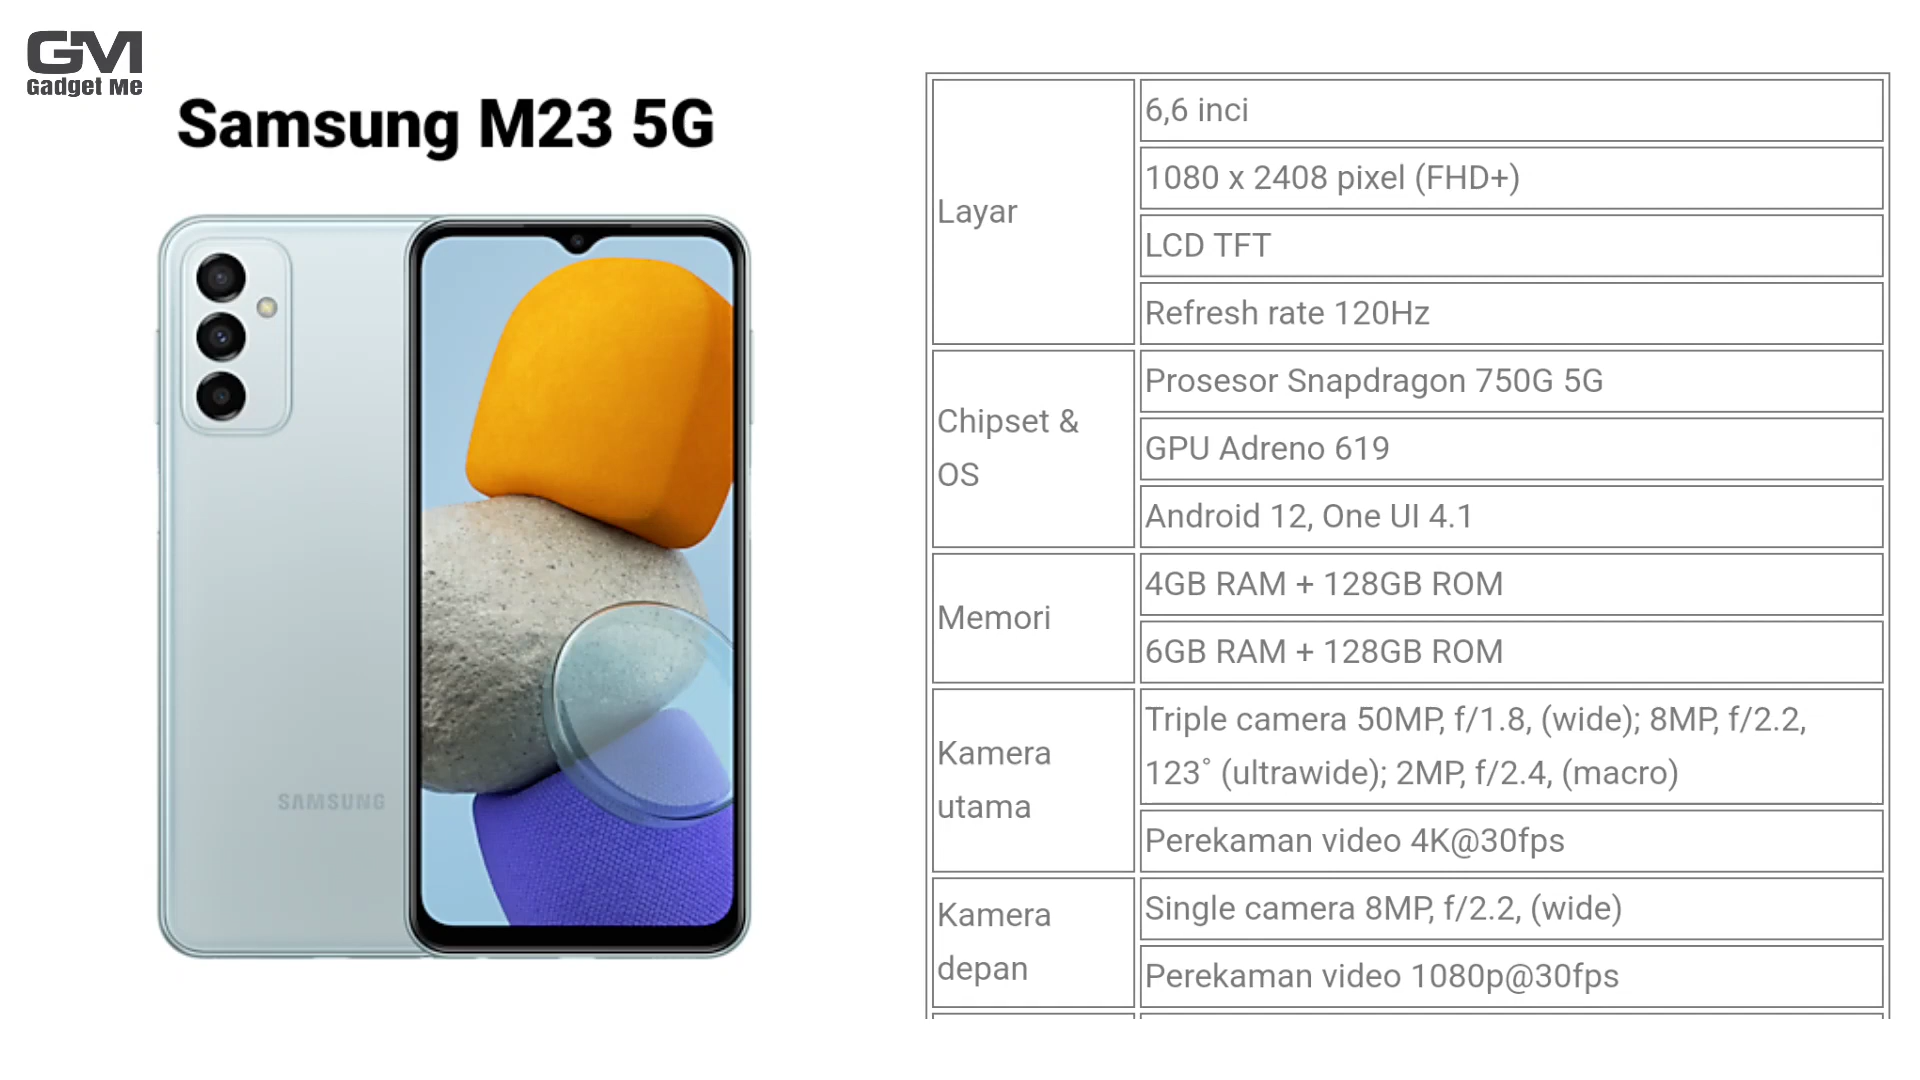 GM
Gadget Me
Samsung M23 5G
SAMSUNG
Layar
6,6 inci
1080 x 2408 pixel (FHD+)
LCD TFT
Refresh rate 120Hz
Chipset &
OS
Prosesor Snapdragon 750G 5G
GPU Adreno 619
Android 12, One UI 4.1
Memori
4GB RAM + 128GB ROM
6GB RAM + 128GB ROM
Kamera
utama
Triple camera 50MP, f/1.8, (wide); 8MP, f/2.2,
123˚ (ultrawide); 2MP, f/2.4, (macro)
Perekaman video 4K@30fps
Kamera
depan
Single camera 8MP, f/2.2, (wide)
Perekaman video 1080p@30fps